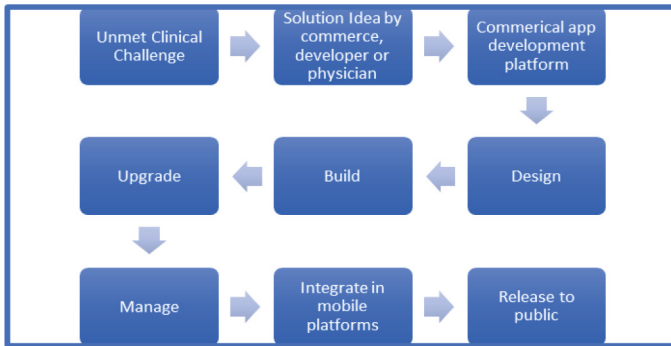 Unmet Clinical
Challenge
Solution Idea by
commerce,
developer or
physician
Commerical app
development
platform
Design
Build
Upgrade
Manage
Integrate in
mobile
platforms
Release to
public